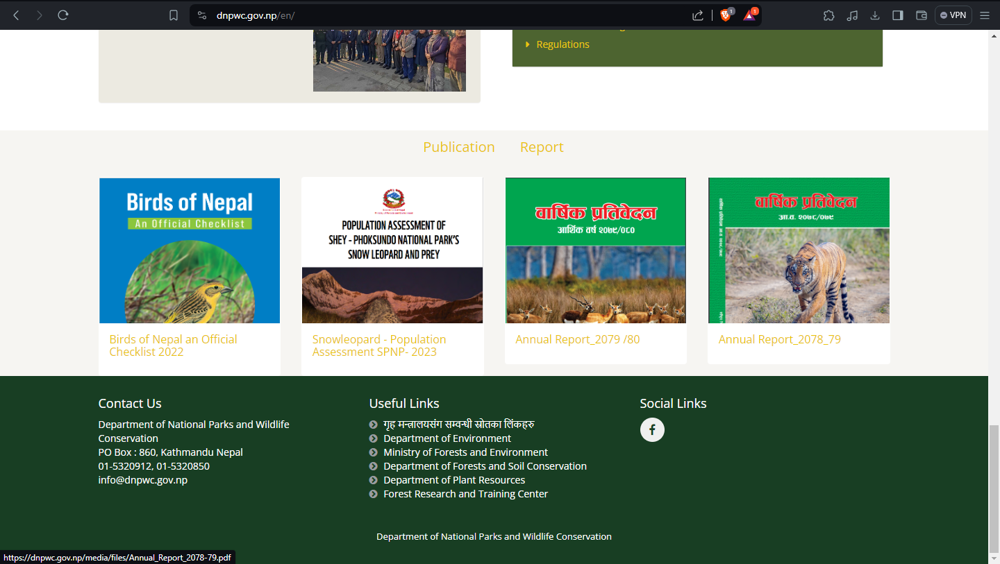 dnpwc.gov.np/en/
1
1
VPN
Regulations
Publication
Report
Birds of Nepal
An Official Checklist
POPULATION ASSESSMENT OF
SHEY - PHOKSUNDO NATIONAL PARK'S
SNOW LEOPARD AND PREY
वार्षिक प्रतिवेदन
आर्थिक वर्ष २०७९/०८०
वार्षिक प्रतिवेदन
आ.व. २०७८/०७९
Birds of Nepal an Official
Checklist 2022
Snowleopard - Population
Assessment SPNP- 2023
Annual Report_2079 /80
Annual Report_2078_79
Contact Us
Department of National Parks and Wildlife
Conservation
PO Box : 860, Kathmandu Nepal
01-5320912, 01-5320850
info@dnpwc.gov.np
Useful Links
गृह मन्त्रालयसंग सम्वन्धी स्रोतका लिंकहरु
Department of Environment
Ministry of Forests and Environment
Department of Forests and Soil Conservation
Department of Plant Resources
Forest Research and Training Center
Social Links
Department of National Parks and Wildlife Conservation
https://dnpwc.gov.np/media/files/Annual_Report_2078-79.pdf